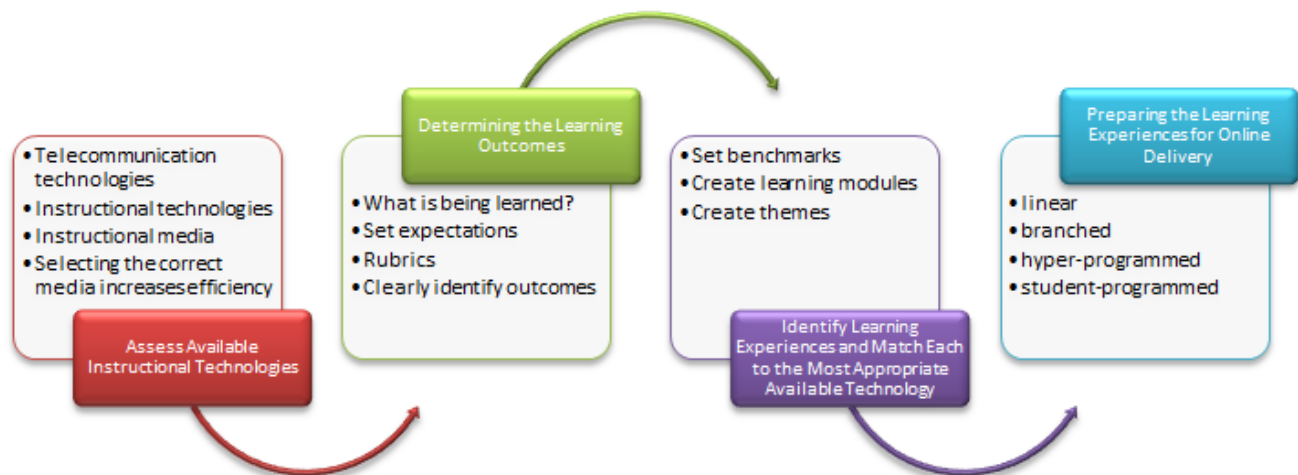 • Telecommunication
technologies
• Instructional technologies
• Instructional media
• Selecting the correct
media increases efficiency
Assess Available
Instructional Technologies
Determining the Learning
Outcomes
• What is being learned?
• Set expectations
• Rubrics
• Clearly identify outcomes
• Set benchmarks
• Create learning modules
• Create themes
Identify Learning
Experiences and Match Each
to the Most Appropriate
Available Technology
Preparing the Learning
Experiences for Online
Delivery
• linear
• branched
• hyper-programmed
• student-programmed